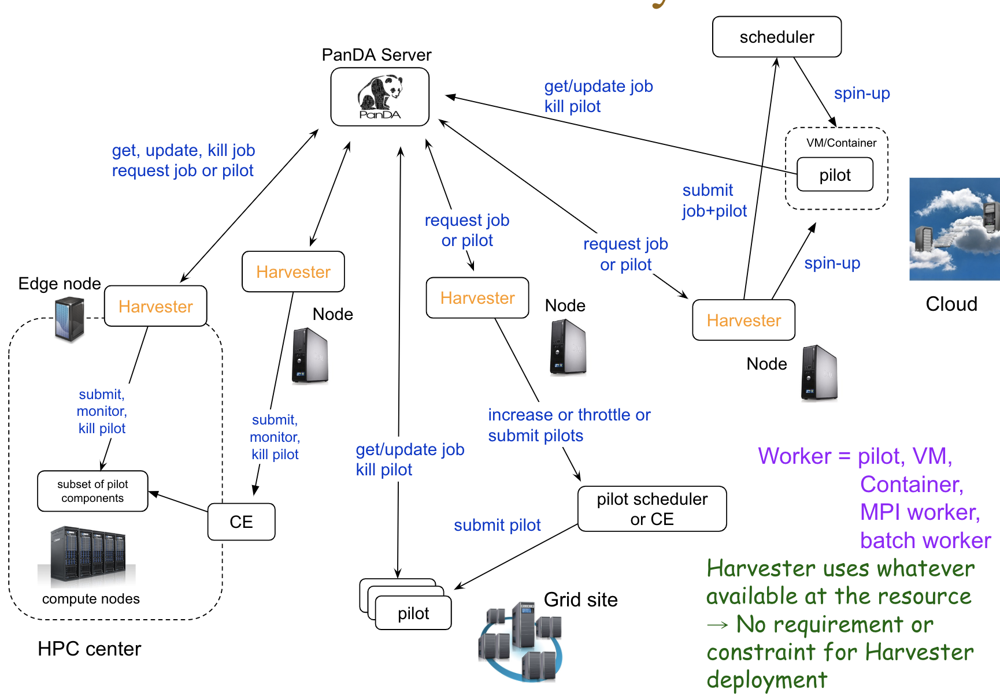 scheduler
PanDA Server
PanDA
get/update job
kill pilot
spin-up
VM/Container
pilot
get, update, kill job
request job or pilot
submit
job+pilot
request job
or pilot
request job
or pilot
spin-up
Harvester
Edge node
Harvester
Harvester
Node
Node
Harvester
Cloud
Node
submit,
monitor,
kill pilot
submit,
monitor,
kill pilot
increase or throttle or
submit pilots
get/update job
kill pilot
Worker = pilot, VM,
Container,
MPI worker,
batch worker
subset of pilot
components
CE
pilot scheduler
or CE
submit pilot
compute nodes
pilot
Grid site
HPC center
Harvester uses whatever
available at the resource
→ No requirement or
constraint for Harvester
deployment